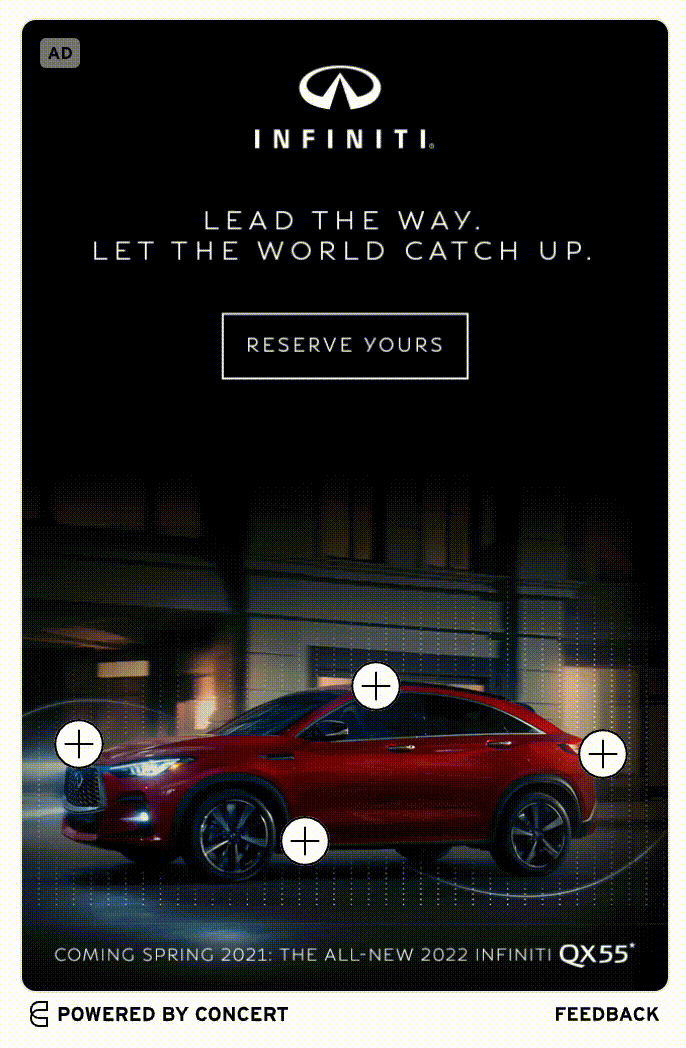 AD
INFINITI®
LEAD THE WAY.
LET THE WORLD CATCH UP.
RESERVE YOURS
COMING SPRING 2021: THE ALL-NEW 2022 INFINITI QX55*
POWERED BY CONCERT
FEEDBACK